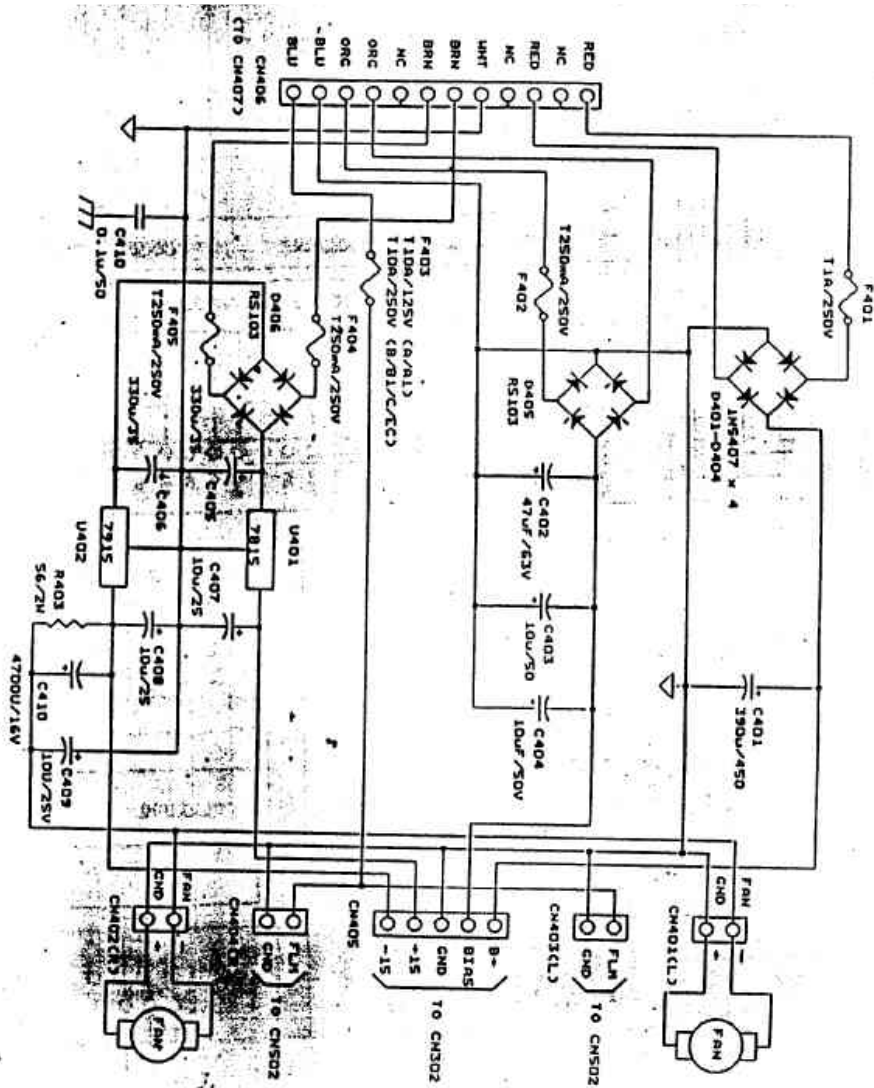 RED
NC
RED
NC
WHT
BRN
BRN
NC
ORG
ORG
BLU
BLU
CN406
(TO CN407)
F401
T1A/250V
1N5407 × 4
D401-D404
C401
390u/450
T250mA/250V
F402
D405
RS103
C402
47uF/63V
C403
10u/50
C404
10uF/50V
F403
T10A/125V (A/A1)
T10A/250V (B/B1/C/EC)
F404
T250mA/250V
D406
RS103
F405
T250mA/250V
C410
0.1u/50
330u/35
C405
330u/35
C406
U401
7815
U402
7915
C407
10u/25
C408
10u/25
R403
56/2W
C410
4700U/16V
C409
10U/25V
FAN
GND
-
+
CN401(L)
FAN
FLM
GND
CN403(L)
TO CN502
B+
BIAS
GND
+15
-15
CN405
TO CN302
FLM
GND
CN404(R)
TO CN502
FAN
GND
-
+
CN402(R)
FAN